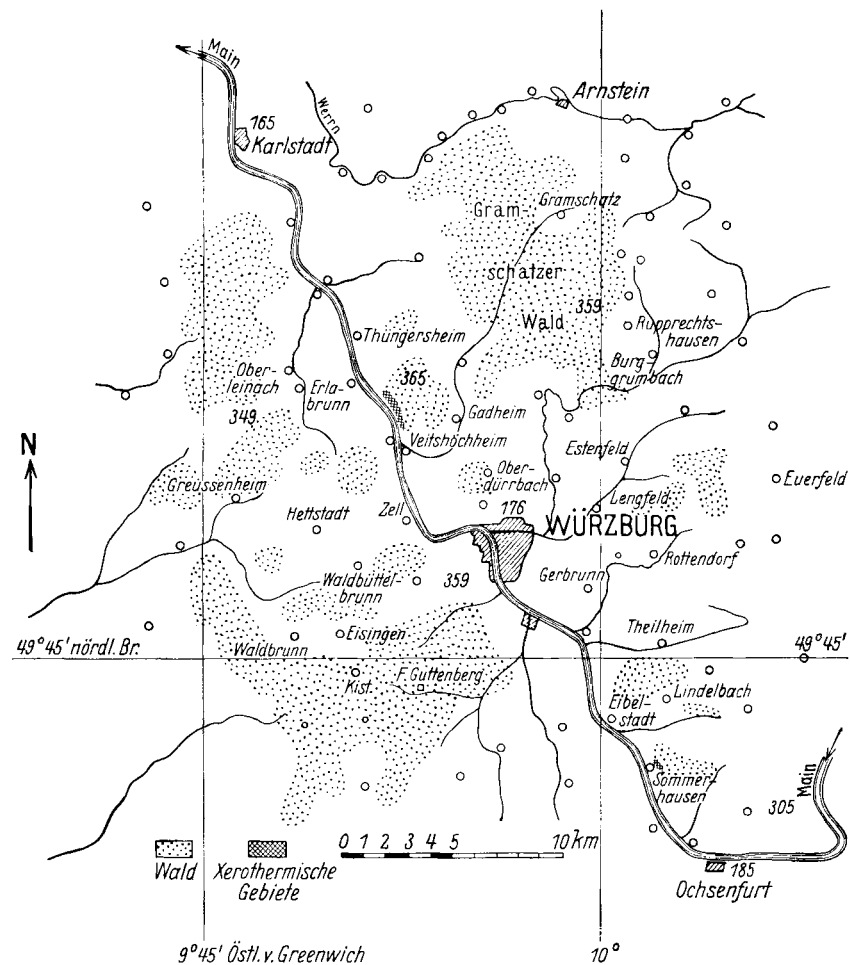 Main
Arnstein
Werrn
165
Karlstadt
Gramschatz
Gram-
schatzer
Wald
359
Rupprechts-
hausen
Thüngersheim
Burg-
grumbach
Ober-
leinach
Erla-
brunn
365
349
Gadheim
Veitshöchheim
Estenfeld
N
Greussenheim
Ober-
dürrbach
Euerfeld
Hettstadt
Zell
176
Lengfeld
WÜRZBURG
Rottendorf
Waldbüttel-
brunn
359
Gerbrunn
Theilheim
49°45' nördl. Br.
Waldbrunn
Eisingen
49°45'
Kist
F. Guttenberg
Lindelbach
Eibel-
stadt
Sommer-
hausen
Main
305
0 1 2 3 4 5 10 km
Wald
Xerothermische
Gebiete
185
Ochsenfurt
9°45' Östl. v. Greenwich
10°